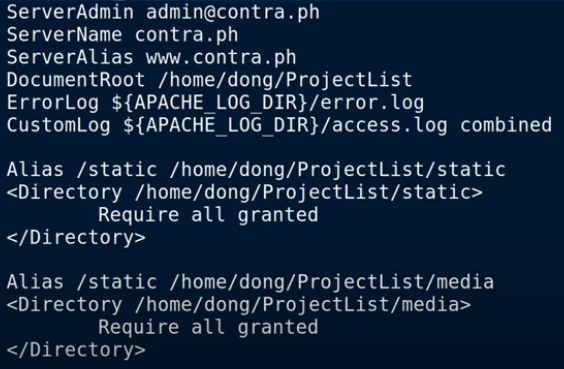 ServerAdmin admin@contra.ph
ServerName contra.ph
ServerAlias www.contra.ph
DocumentRoot /home/dong/ProjectList
ErrorLog ${APACHE_LOG_DIR}/error.log
CustomLog ${APACHE_LOG_DIR}/access.log combined
Alias /static /home/dong/ProjectList/static
<Directory /home/dong/ProjectList/static>
Require all granted
</Directory>
Alias /static /home/dong/ProjectList/media
<Directory /home/dong/ProjectList/media>
Require all granted
</Directory>